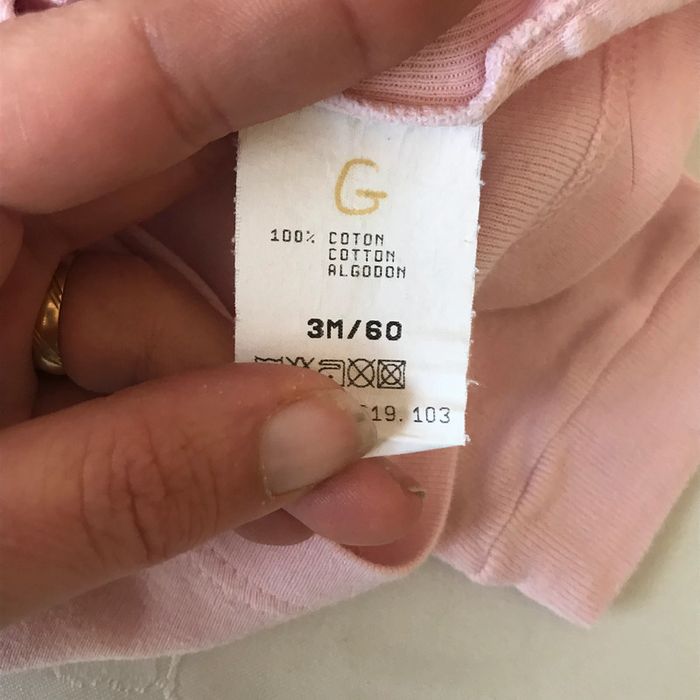 G
100% COTON
COTTON
ALGODON
3M/60
19.103